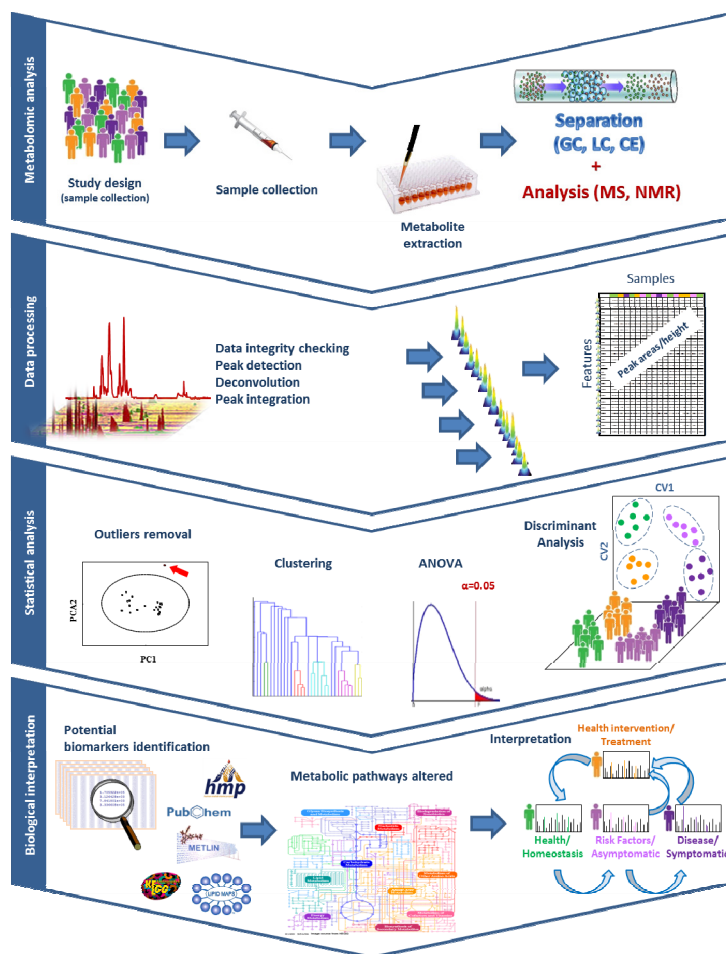 Metabolomic analysis
Study design
(sample collection)
Sample collection
Metabolite
extraction
Separation
(GC, LC, CE)
+
Analysis (MS, NMR)
Data processing
Data integrity checking
Peak detection
Deconvolution
Peak integration
Samples
Features
Peak areas/height
Statistical analysis
Outliers removal
PCA2
PC1
Clustering
ANOVA
α=0.05
Discriminant
Analysis
CV1
CV2
Biological interpretation
Potential
biomarkers identification
hmp
PubChem
METLIN
KEGG
LIPID MAPS
Metabolic pathways altered
Interpretation
Health intervention/
Treatment
Health/
Homeostasis
Risk Factors/
Asymptomatic
Disease/
Symptomatic